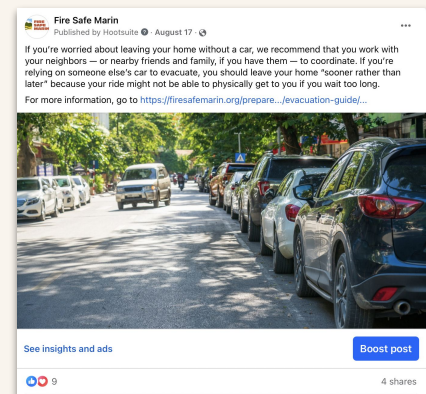 FIRE SAFE MARIN
Fire Safe Marin
Published by Hootsuite · August 17 ·
If you're worried about leaving your home without a car, we recommend that you work with
your neighbors — or nearby friends and family, if you have them — to coordinate. If you're
relying on someone else's car to evacuate, you should leave your home "sooner rather than
later" because your ride might not be able to physically get to you if you wait too long.
For more information, go to https://firesafemarin.org/prepare.../evacuation-guide/...
See insights and ads
Boost post
9
4 shares